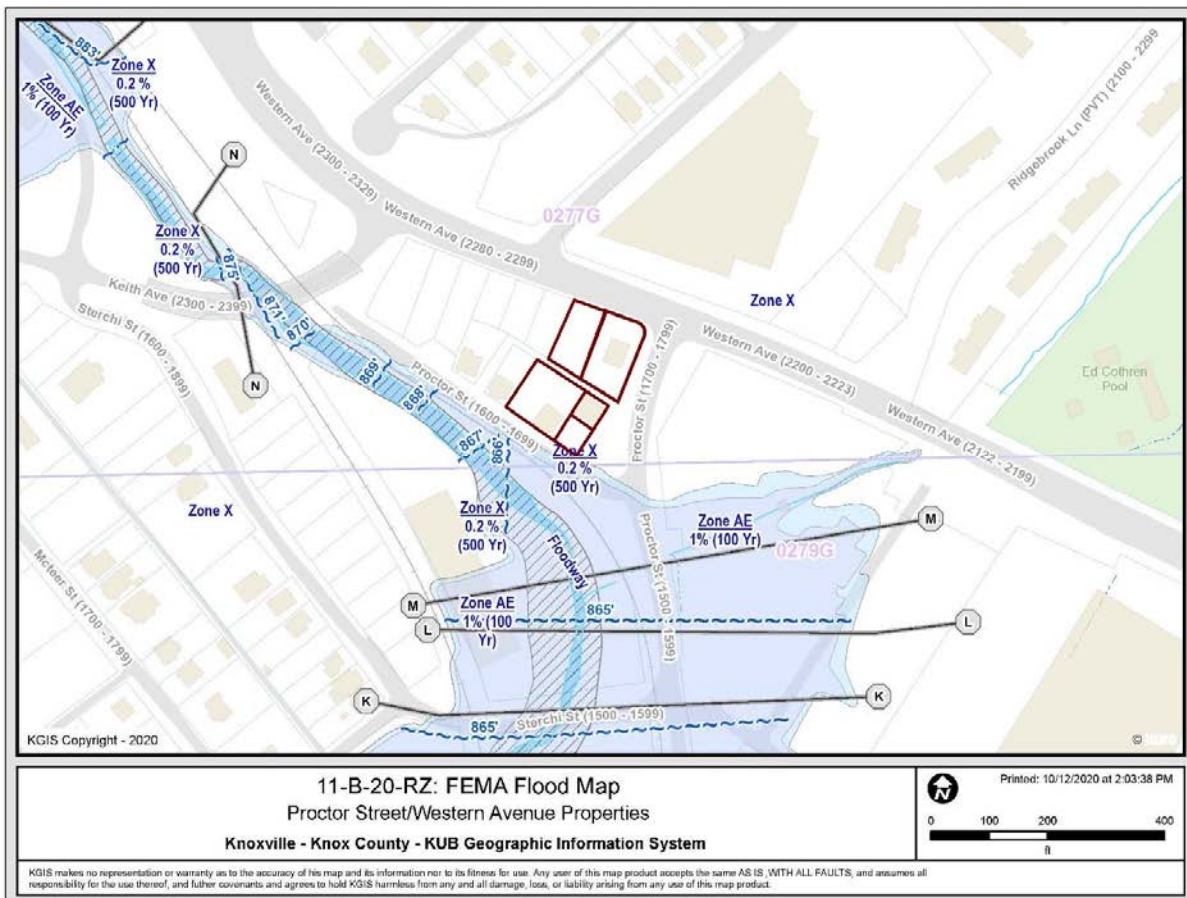 883'
Zone X
0.2 %
(500 Yr)
Zone AE
1% (100 Yr)
N
Western Ave (2300 - 2329)
Western Ave (2280 - 2299)
0277G
Ridgebrook Ln (PVT) (2100 - 2299)
Zone X
0.2 %
(500 Yr)
875'
871'
870'
Keith Ave (2300 - 2399)
Sterchi St (1600 - 1899)
Zone X
Western Ave (2200 - 2223)
Ed Cothren
Pool
N
869'
868'
867'
866'
Proctor St (1600 - 1699)
Proctor St (1700 - 1799)
Western Ave (2122 - 2199)
Zone X
0.2 %
(500 Yr)
Zone X
Zone X
0.2 %
(500 Yr)
Floodway
Zone AE
1% (100 Yr)
M
0279G
Mcteer St (1700 - 1799)
Proctor St (1500 - 1599)
M
Zone AE
1% (100
Yr)
865'
L
L
K
K
Sterchi St (1500 - 1599)
865'
KGIS Copyright - 2020
©
11-B-20-RZ: FEMA Flood Map
Proctor Street/Western Avenue Properties
Knoxville - Knox County - KUB Geographic Information System
N
Printed: 10/12/2020 at 2:03:38 PM
0 100 200 400
ft
KGIS makes no representation or warranty as to the accuracy of his map and its information nor to its fitness for use. Any user of this map product accepts the same AS IS ,WITH ALL FAULTS, and assumes all
responsibility for the use thereof, and futher covenants and agrees to hold KGIS harmless from any and all damage, loss, or liability arising from any use of this map product.